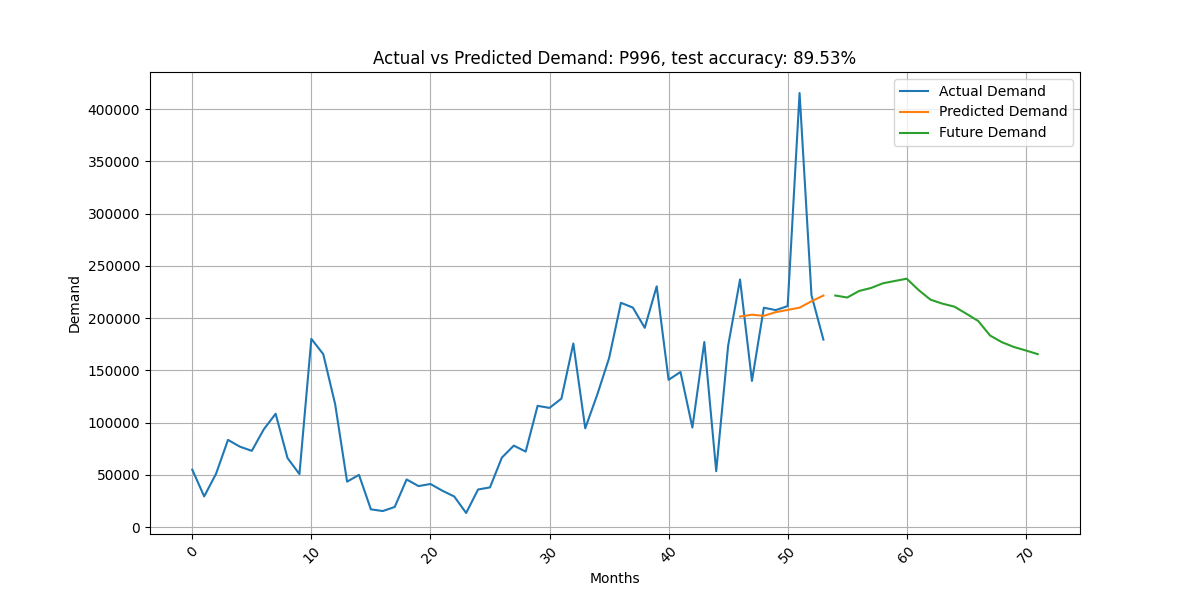 Actual vs Predicted Demand: P996, test accuracy: 89.53%
Actual Demand
Predicted Demand
Future Demand
400000
350000
300000
250000
200000
150000
100000
50000
0
Demand
0
10
20
30
40
50
60
70
Months